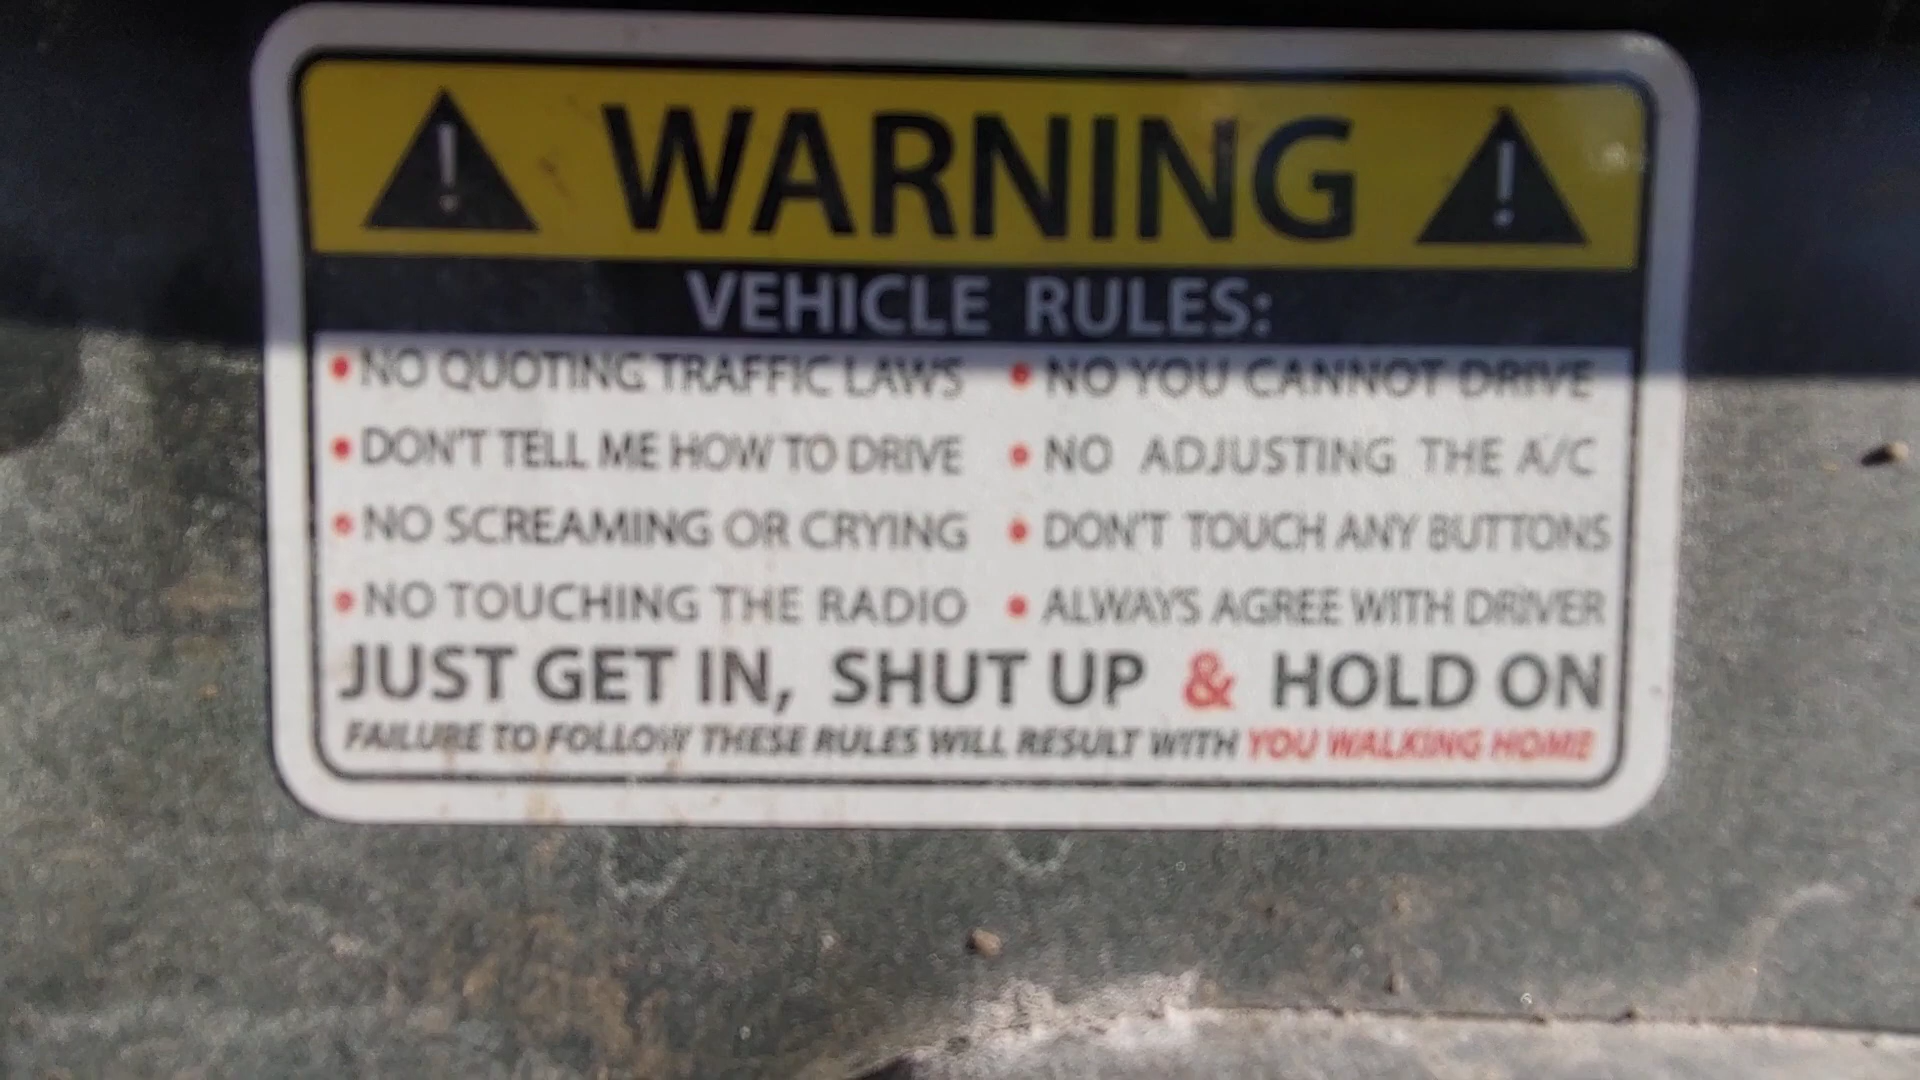 ! WARNING !
VEHICLE RULES:
• NO QUOTING TRAFFIC LAWS • NO YOU CANNOT DRIVE
• DON'T TELL ME HOW TO DRIVE • NO ADJUSTING THE A/C
• NO SCREAMING OR CRYING • DON'T TOUCH ANY BUTTONS
• NO TOUCHING THE RADIO • ALWAYS AGREE WITH DRIVER
JUST GET IN, SHUT UP & HOLD ON
FAILURE TO FOLLOW THESE RULES WILL RESULT WITH YOU WALKING HOME